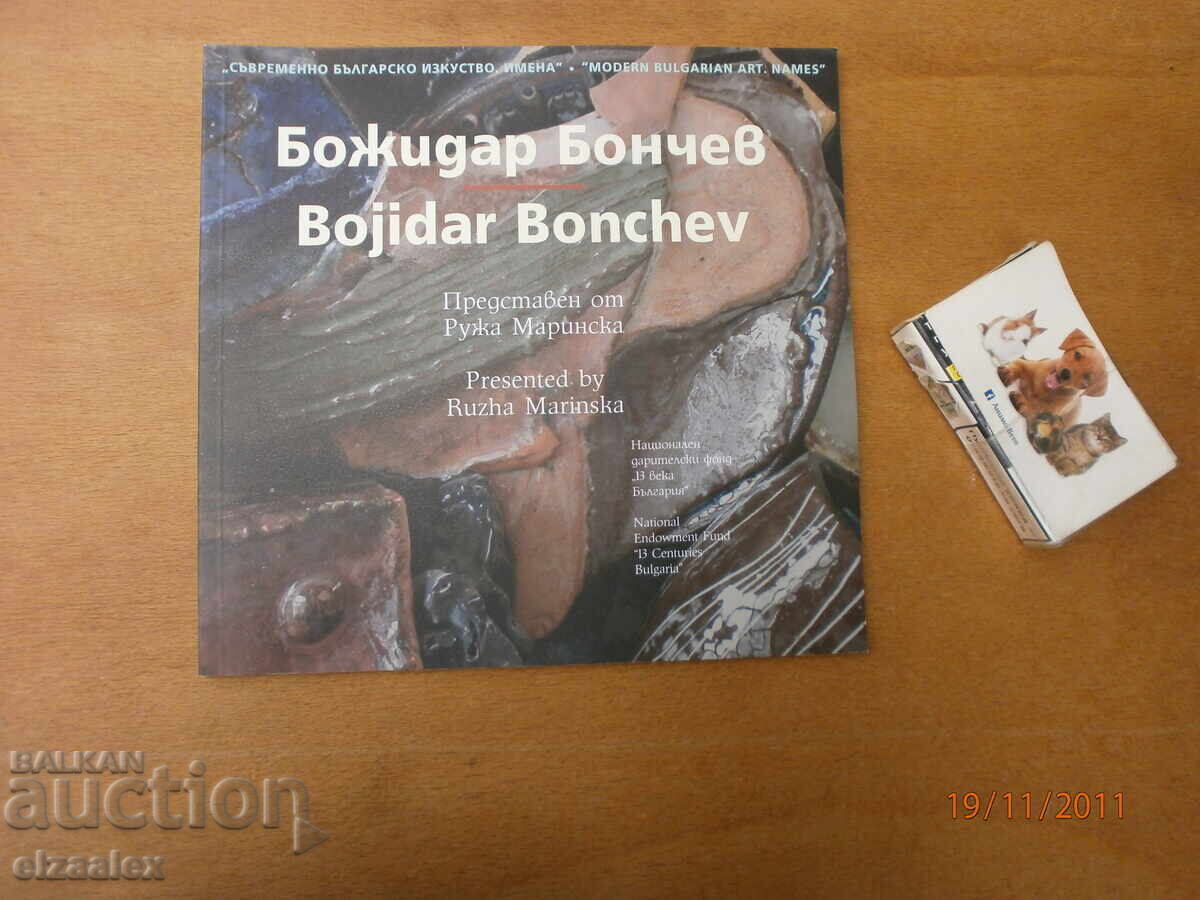 „СЪВРЕМЕННО БЪЛГАРСКО ИЗКУСТВО. ИМЕНА“ • “MODERN BULGARIAN ART. NAMES”
Божидар Бончев
Bojidar Bonchev
Представен от
Ружа Маринска
Presented by
Ruzha Marinska
Национален
дарителски фонд
„13 века
България“
National
Endowment Fund
“13 Centuries
Bulgaria”
BALKAN
auction
elzaalex
19/11/2011